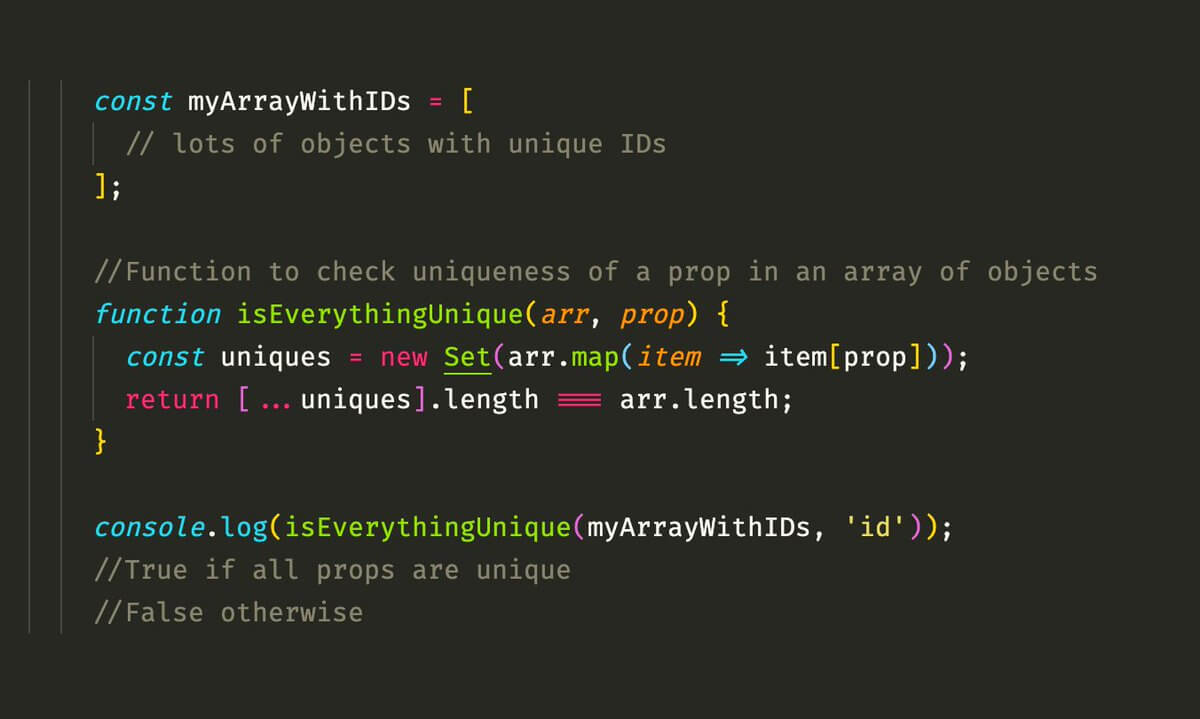 const myArrayWithIDs = [
  // lots of objects with unique IDs
];
//Function to check uniqueness of a prop in an array of objects
function isEverythingUnique(arr, prop) {
  const uniques = new Set(arr.map(item => item[prop]));
  return [...uniques].length === arr.length;
}
console.log(isEverythingUnique(myArrayWithIDs, 'id'));
//True if all props are unique
//False otherwise